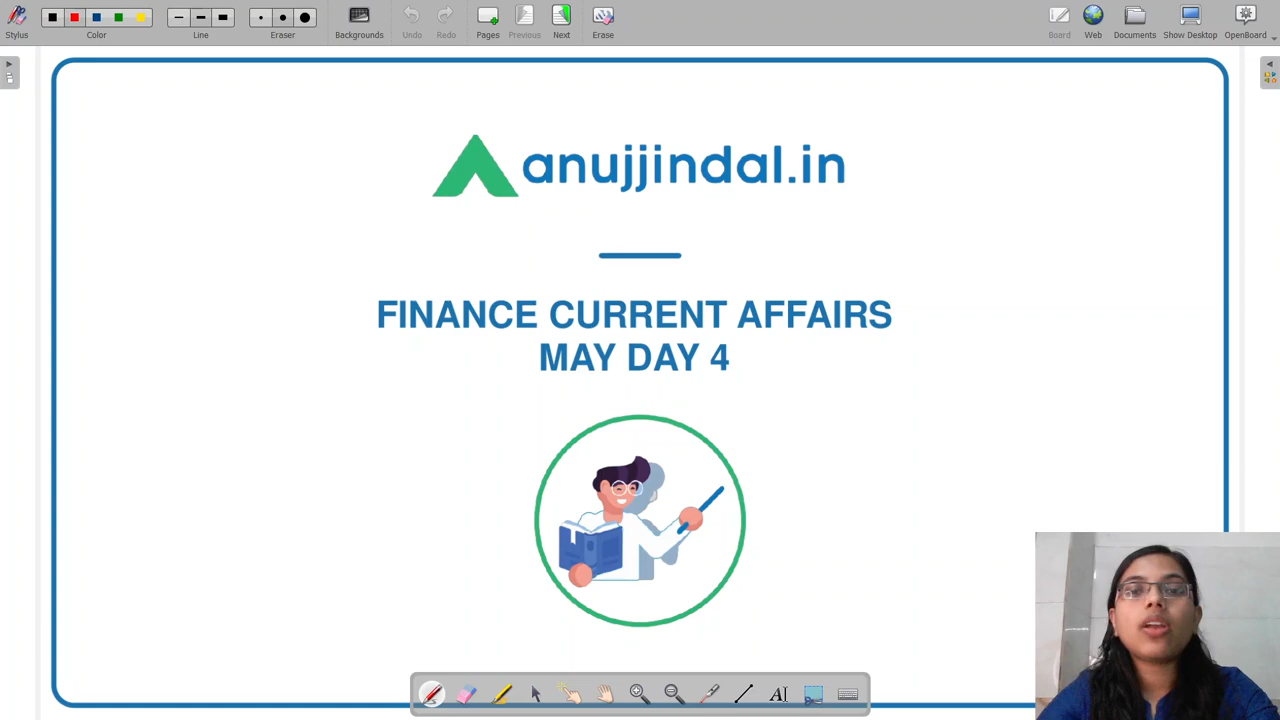 Stylus
Color
Line
Eraser
Backgrounds
Undo
Redo
Pages
Previous
Next
Erase
Board
Web
Documents
Show Desktop
OpenBoard
anujjindal.in
FINANCE CURRENT AFFAIRS
MAY DAY 4
AI